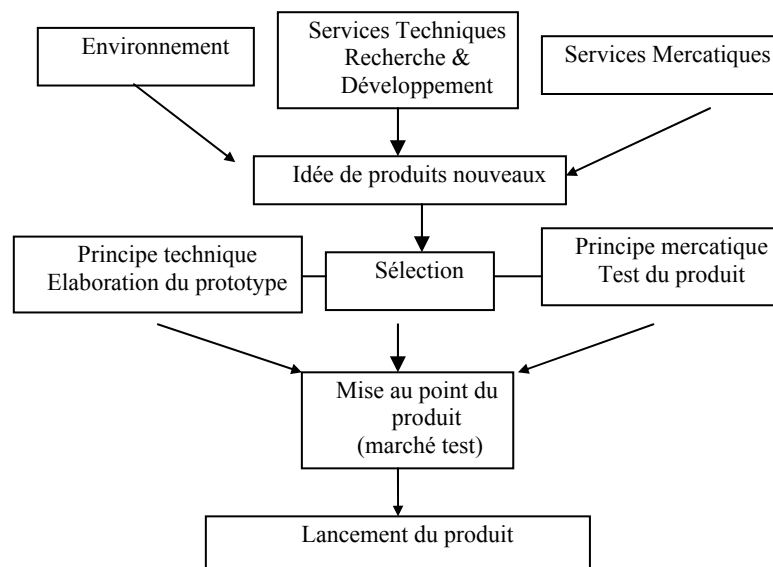 Environnement
Services Techniques
Recherche &
Développement
Services Mercatiques
Idée de produits nouveaux
Principe technique
Elaboration du prototype
Sélection
Principe mercatique
Test du produit
Mise au point du
produit
(marché test)
Lancement du produit